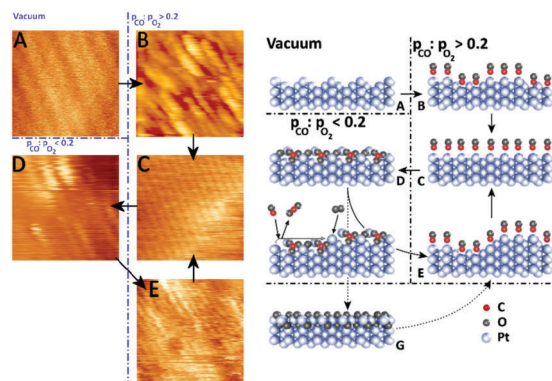 Vacuum
pCO: pO2 > 0.2
A
B
pCO: pO2 < 0.2
D
C
E
Vacuum
pCO: pO2 > 0.2
A
B
pCO: pO2 < 0.2
D
C
E
G
C
O
Pt